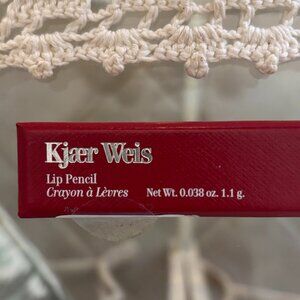 Kjær Weis
Lip Pencil
Crayon à Lèvres Net Wt. 0.038 oz. 1.1 g.